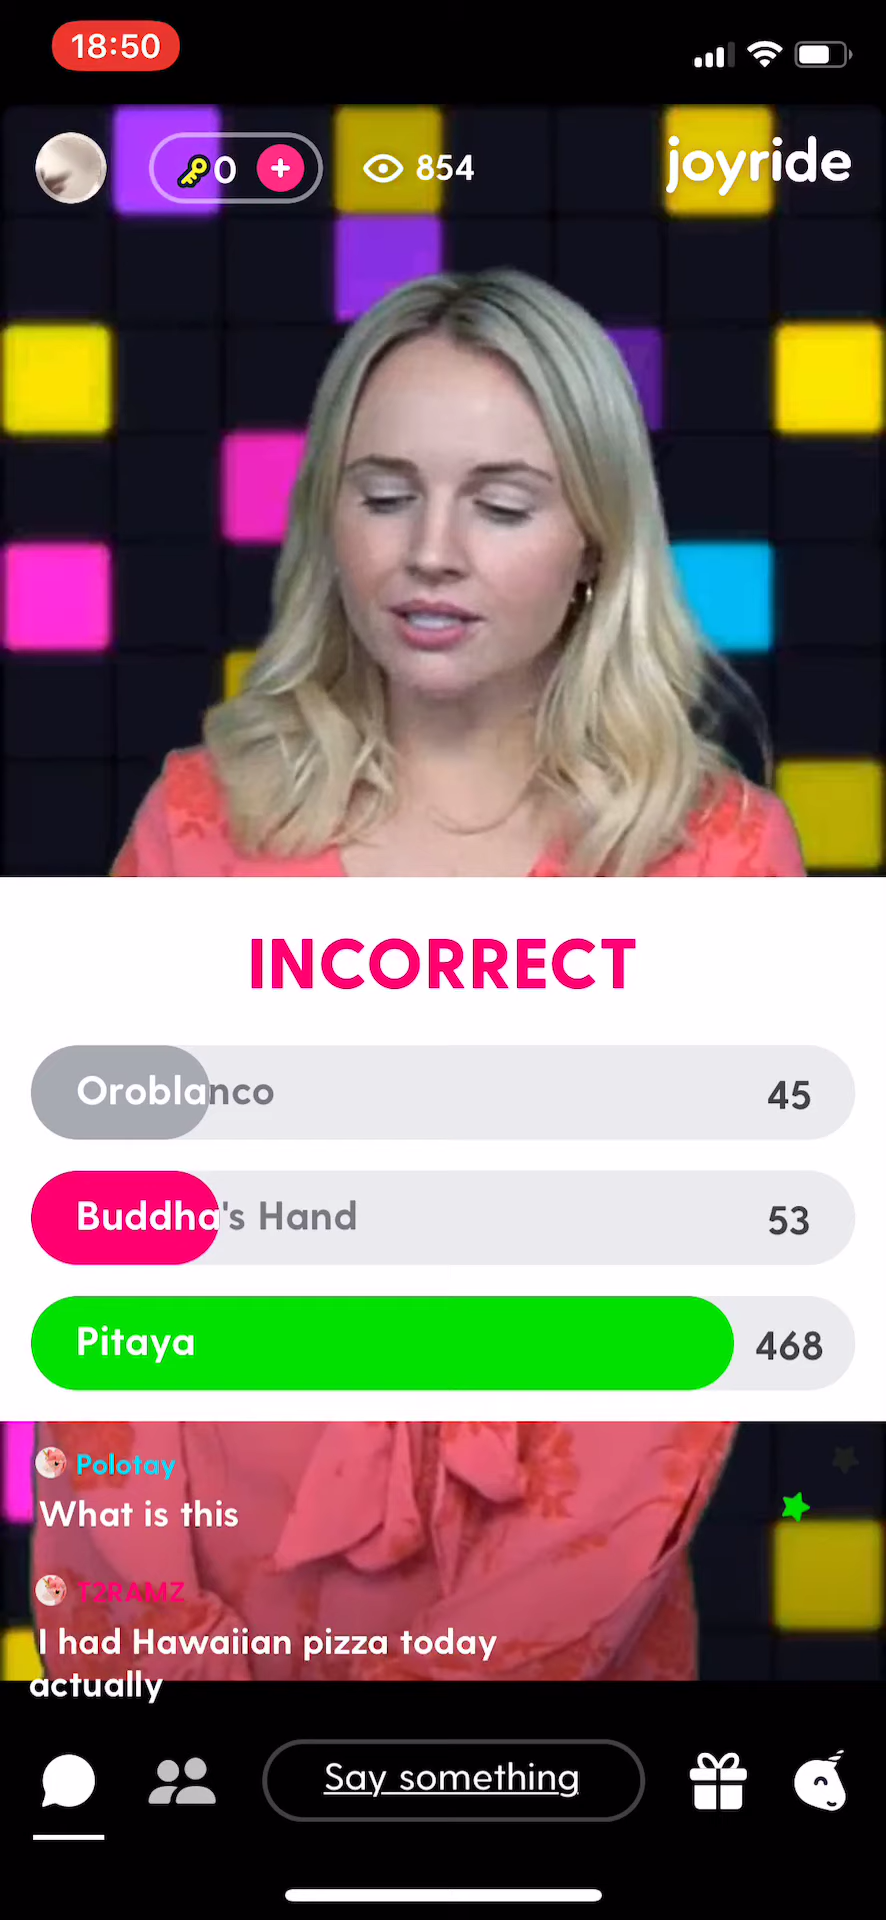 18:50
0 + 854 joyride
INCORRECT
Oroblanco 45
Buddha's Hand 53
Pitaya 468
Polotay
What is this
T2RAMZ
I had Hawaiian pizza today
actually
Say something